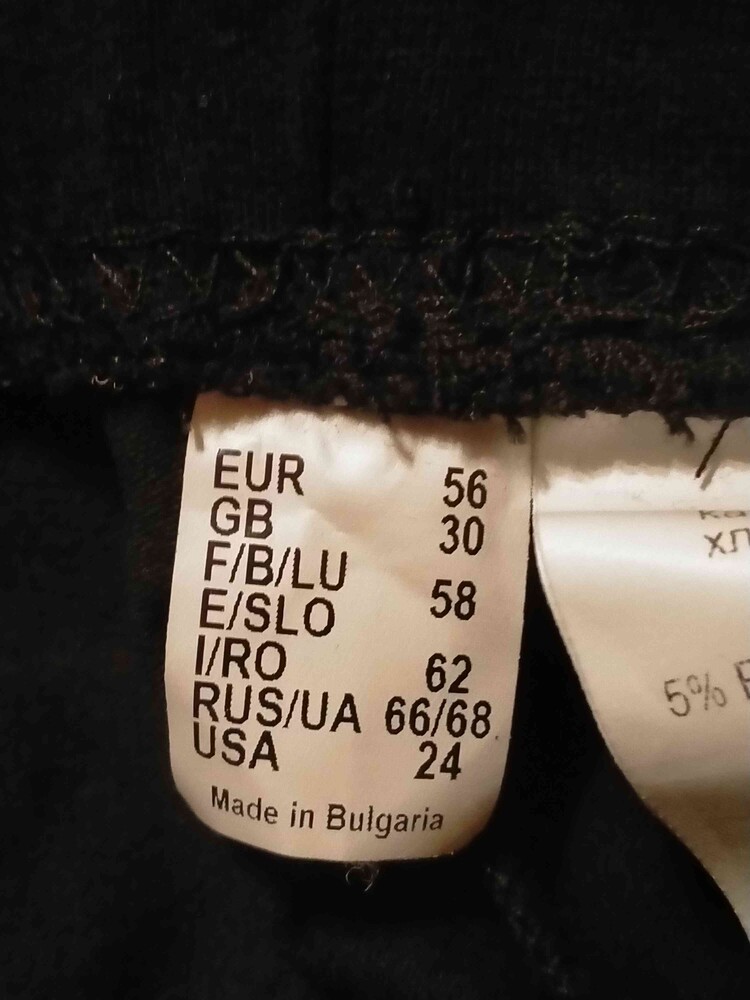 EUR 56
GB 30
F/B/LU
E/SLO 58
I/RO 62
RUS/UA 66/68
USA 24
Made in Bulgaria
5%